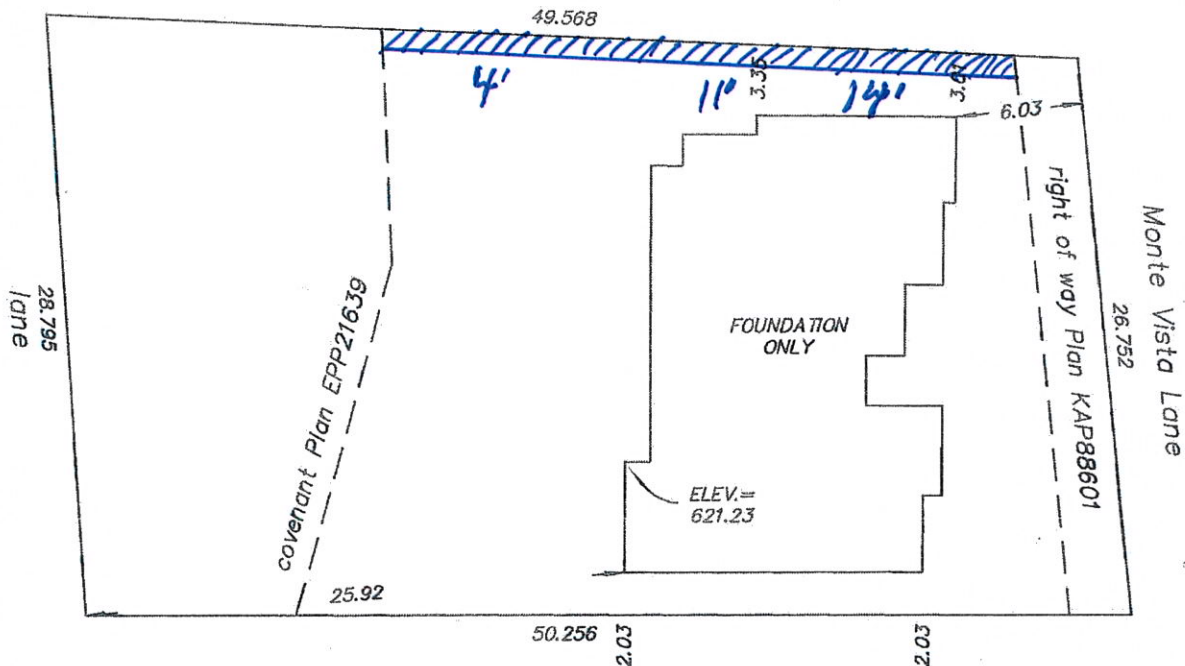 49.568
4'
11'
3.35
14'
3.01
6.03
Monte Vista Lane
26.752
right of way Plan KAP88601
FOUNDATION
ONLY
28.795
lane
covenant Plan EPP21639
ELEV.=
621.23
25.92
50.256
2.03
2.03